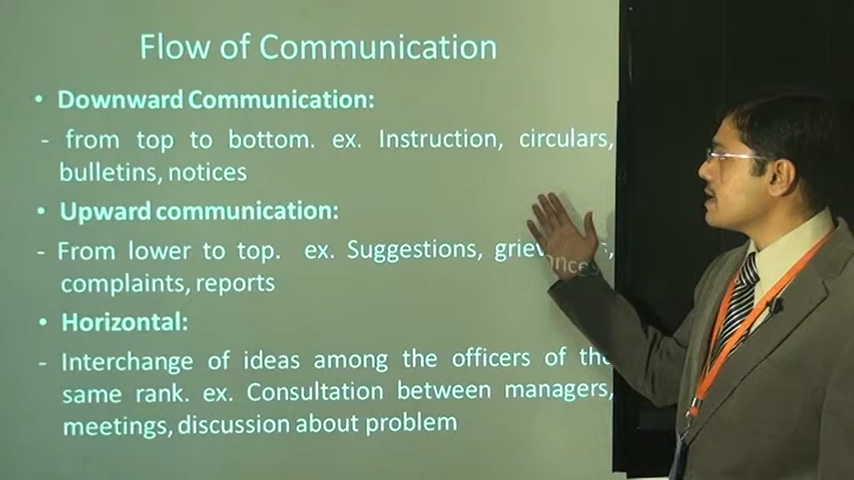 Flow of Communication
• Downward Communication:
- from top to bottom. ex. Instruction, circulars,
bulletins, notices
• Upward communication:
- From lower to top. ex. Suggestions, grievances,
complaints, reports
• Horizontal:
- Interchange of ideas among the officers of the
same rank. ex. Consultation between managers,
meetings, discussion about problem